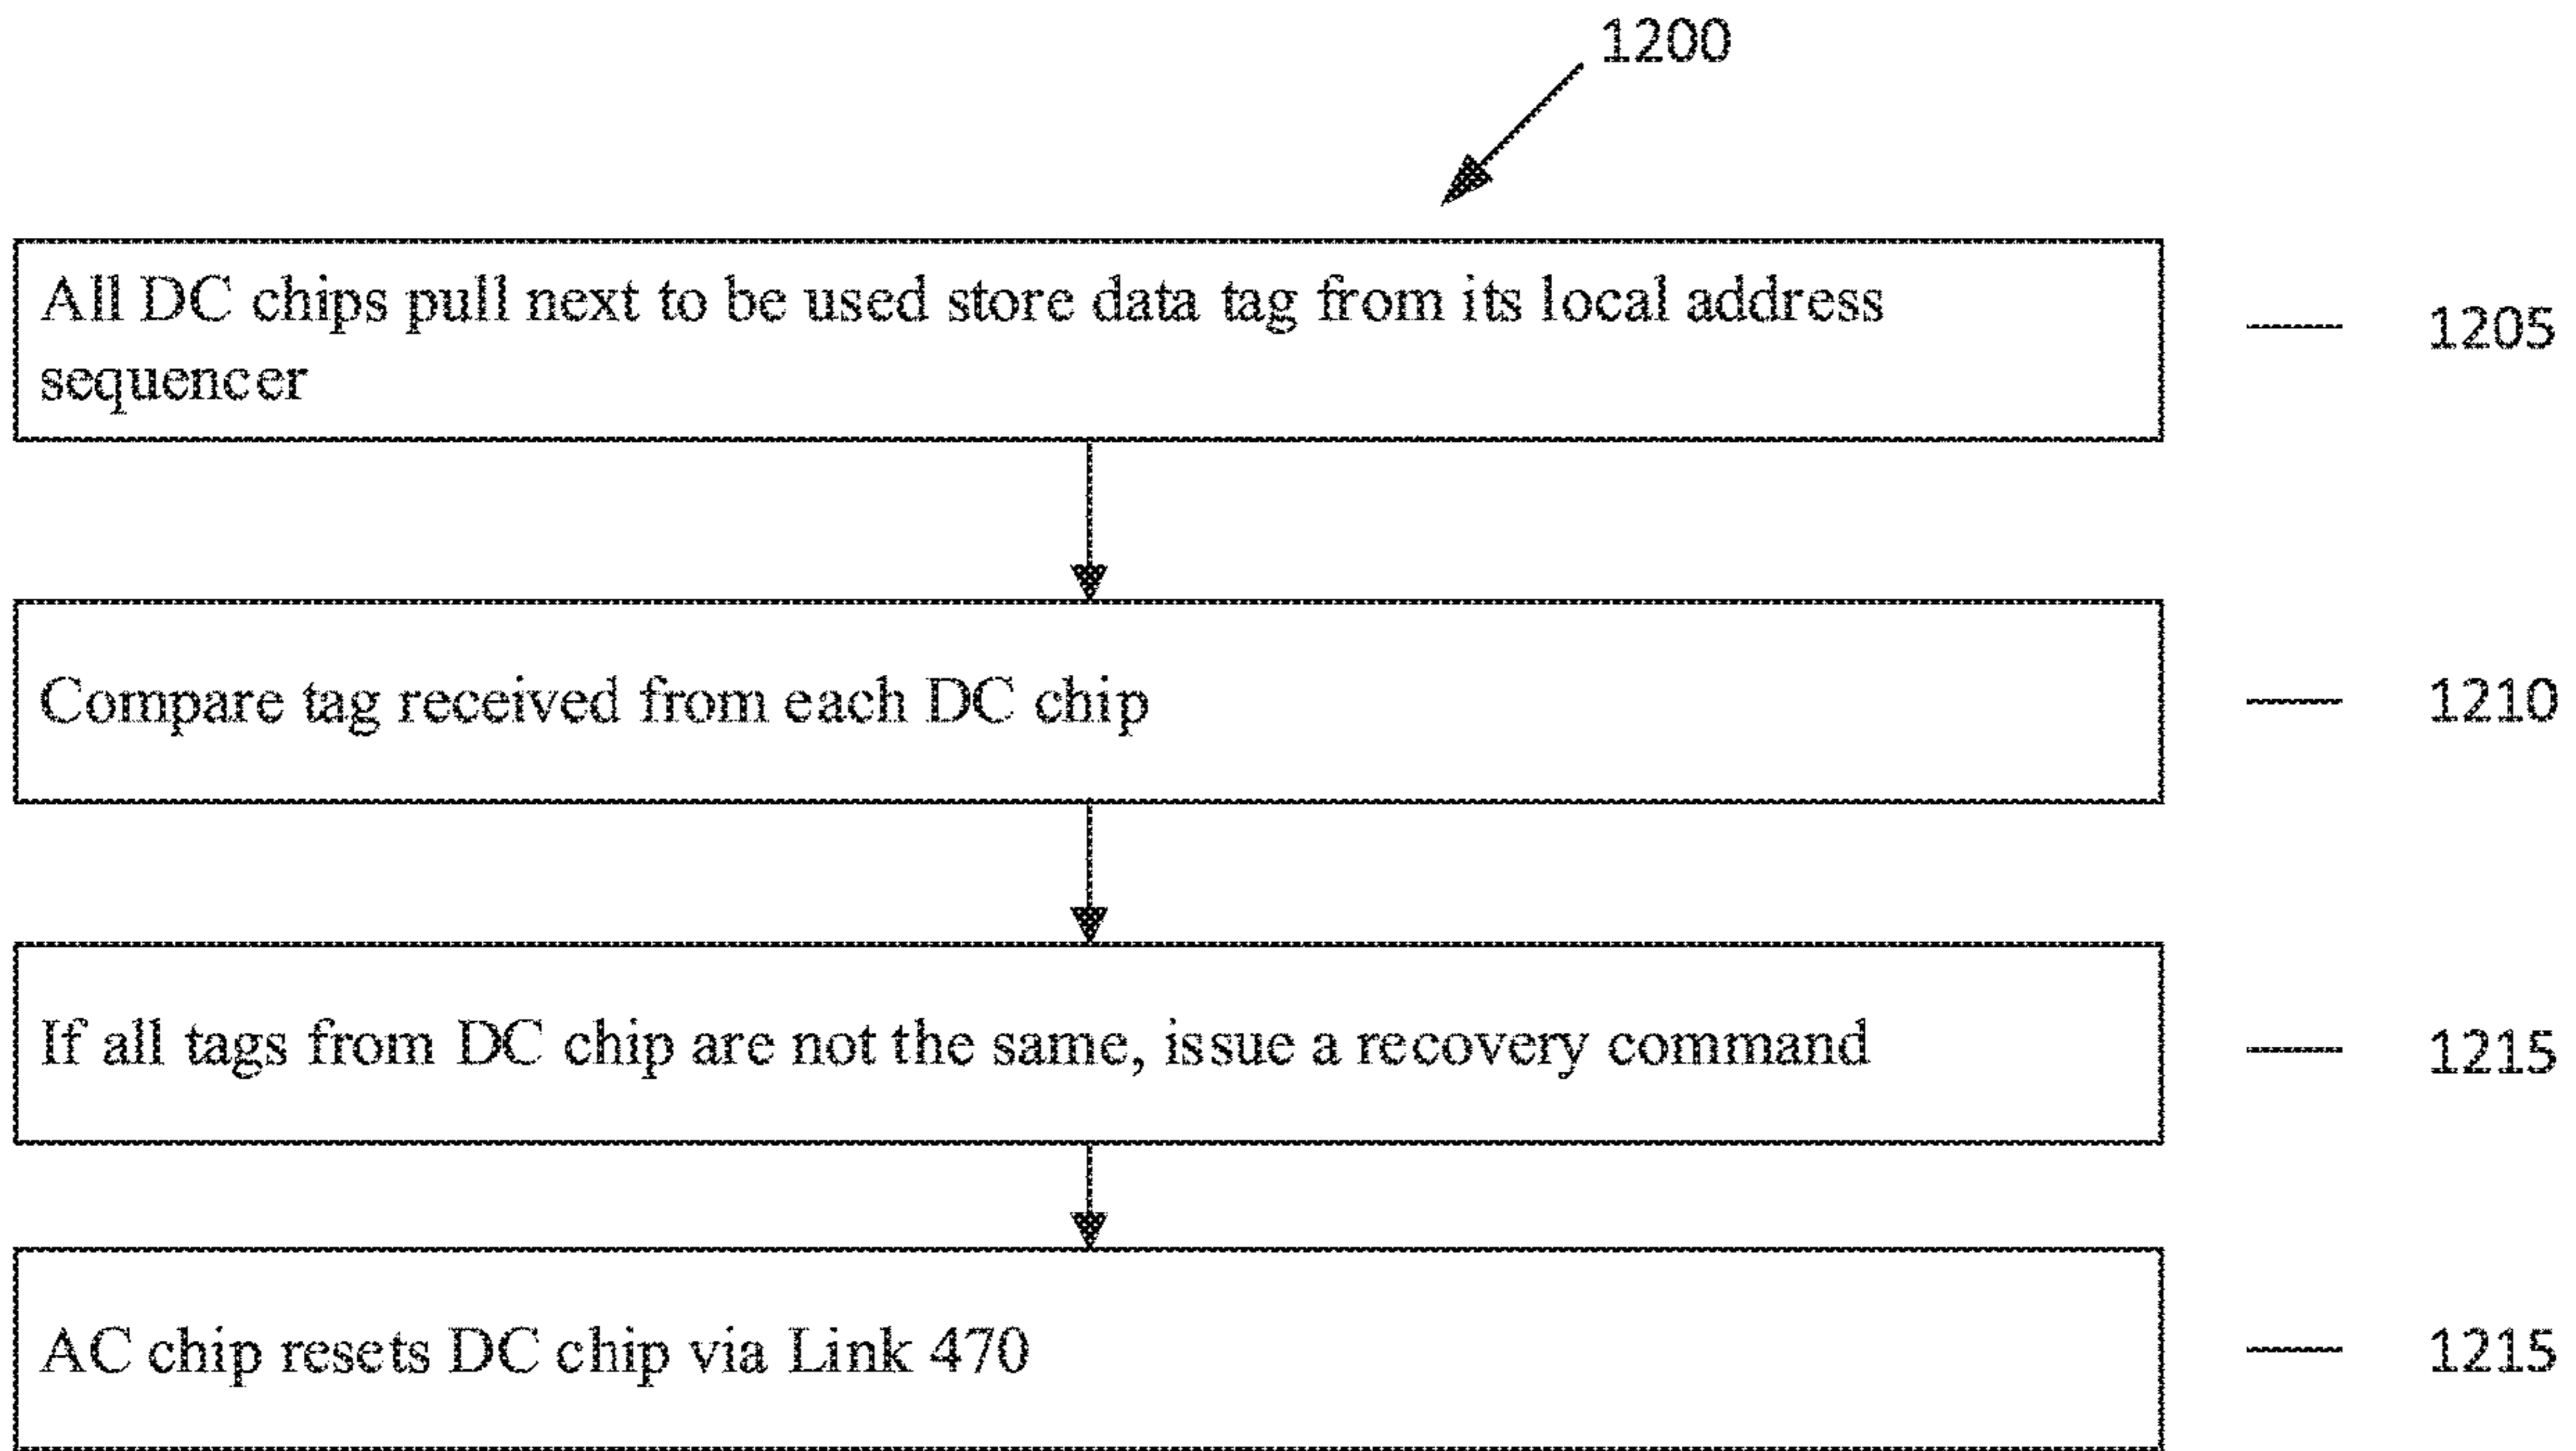 1200
All DC chips pull next to be used store data tag from its local address
sequencer
1205
Compare tag received from each DC chip
1210
If all tags from DC chip are not the same, issue a recovery command
1215
AC chip resets DC chip via Link 470
1215